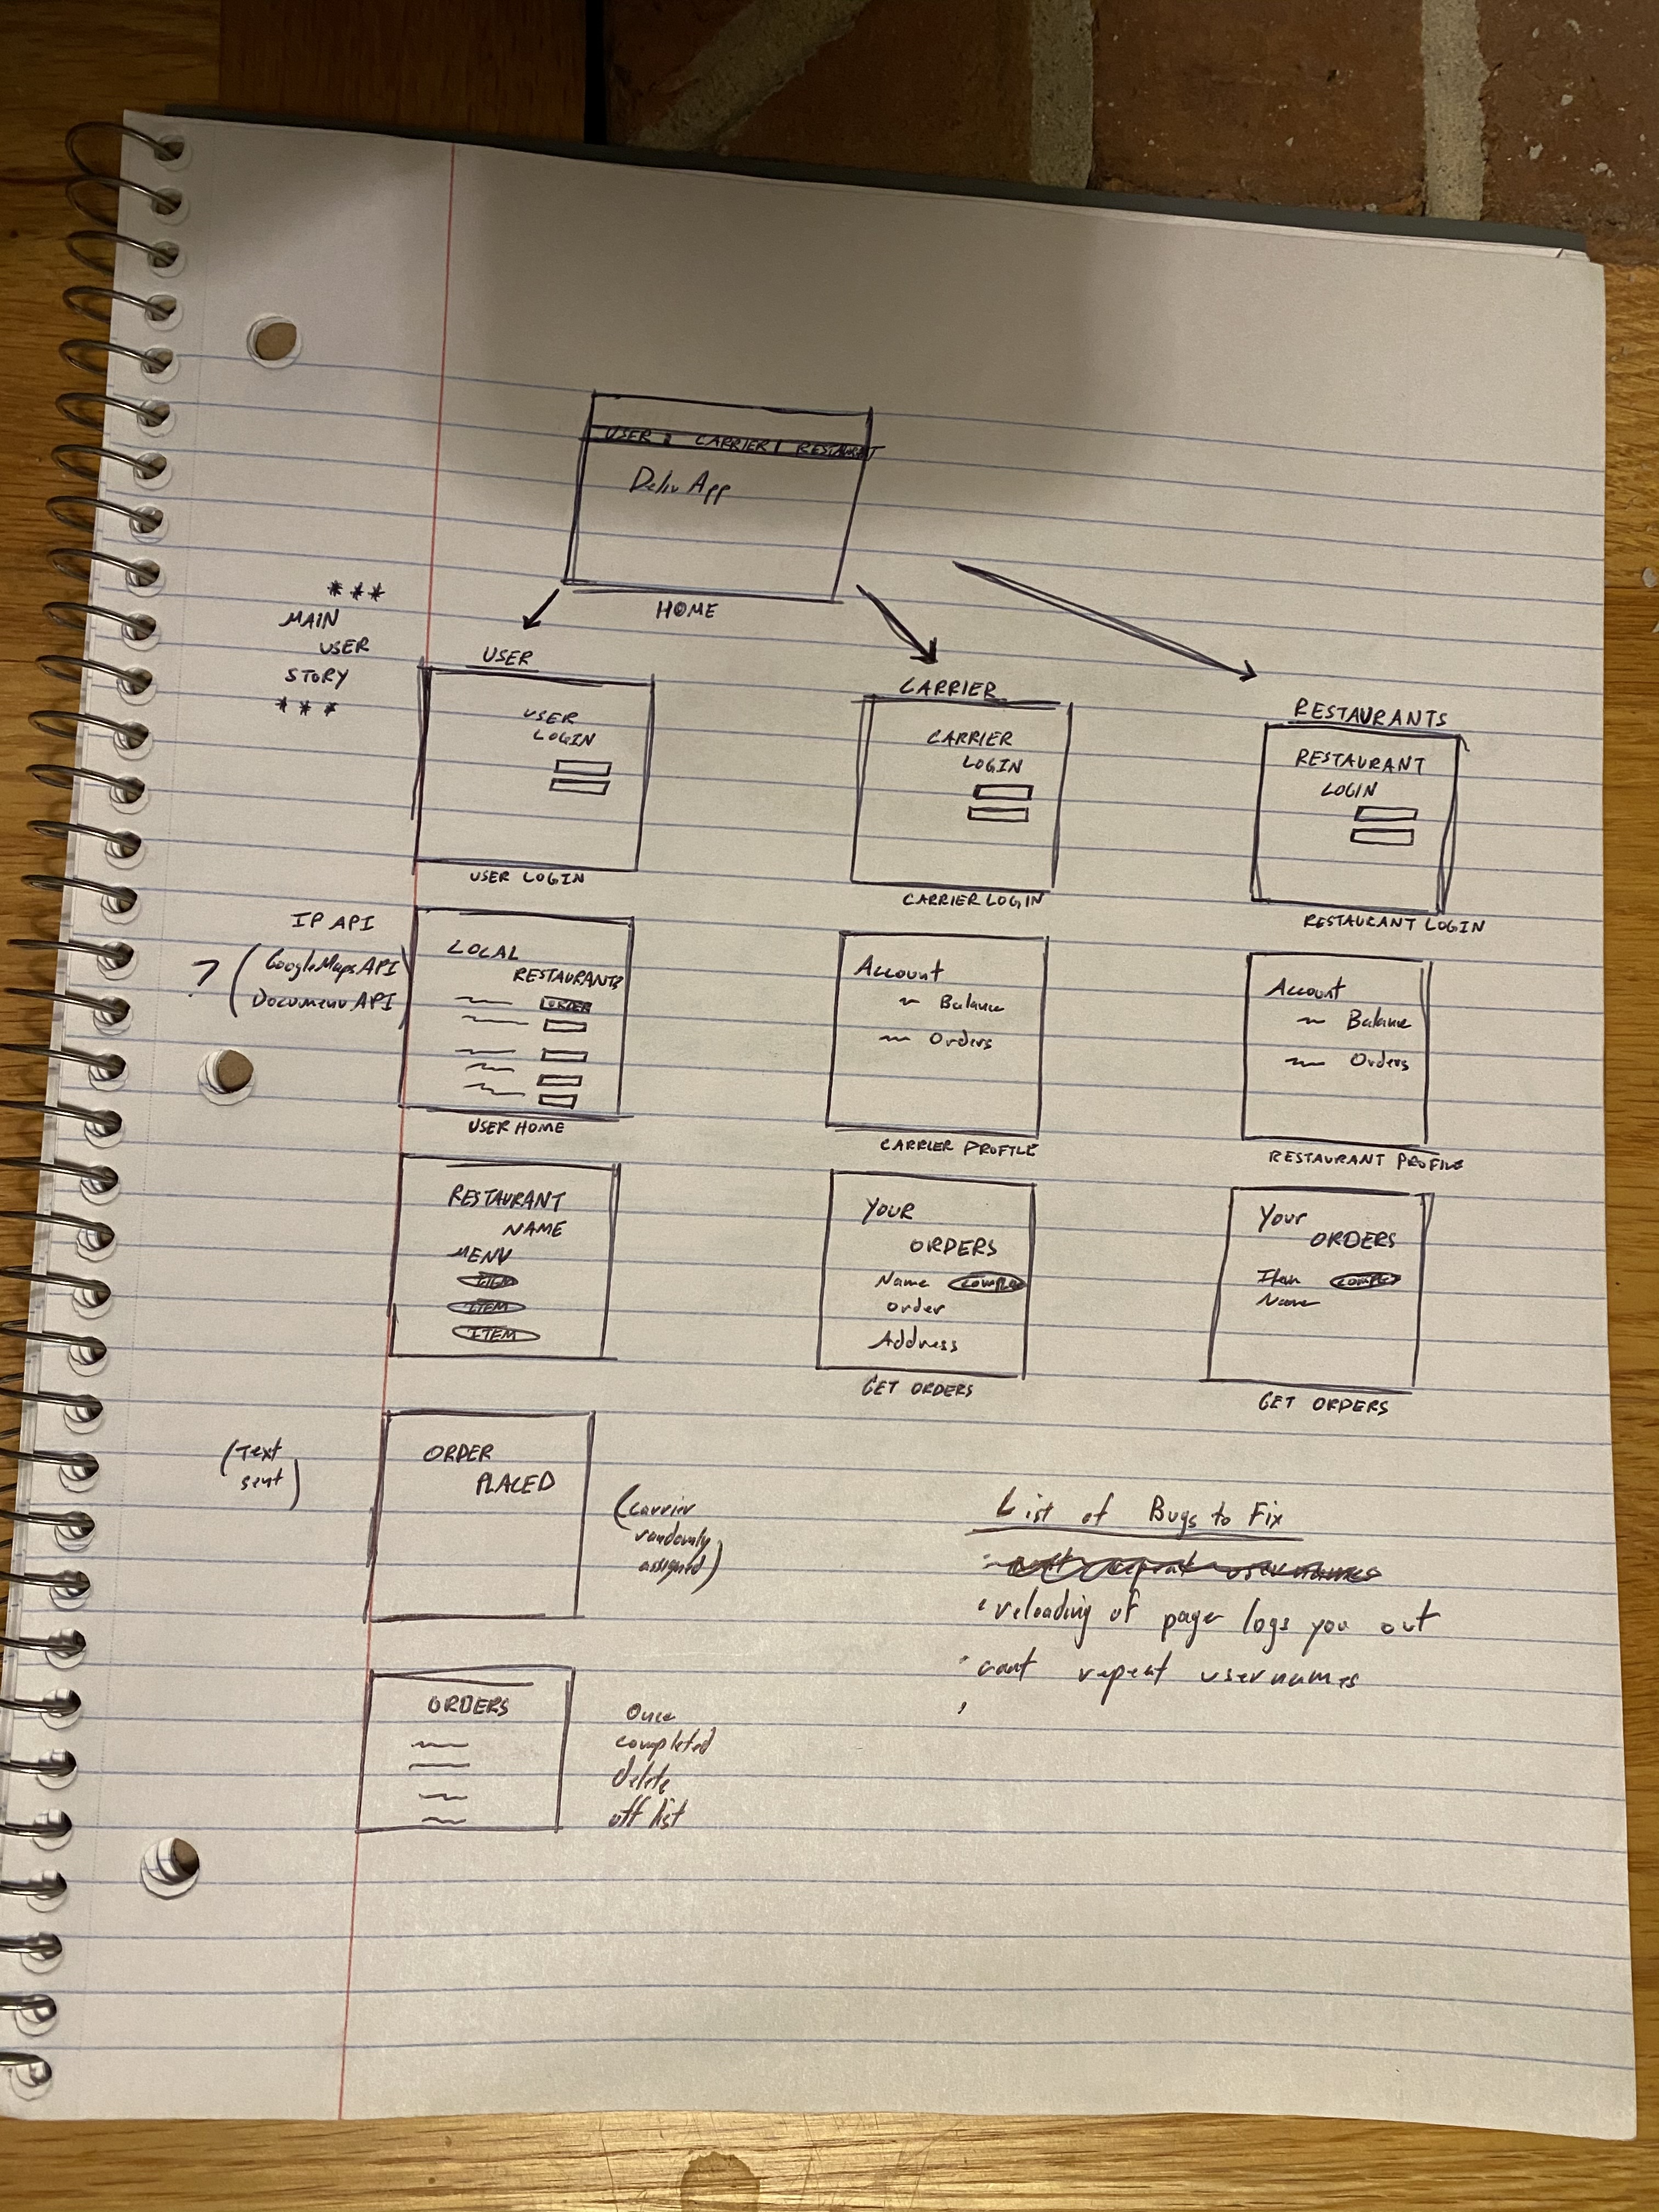 USER CARRIER RESTAURANT
Deliv App
HOME
***
MAIN
USER
STORY
***
USER
USER
LOGIN
USER LOGIN
CARRIER
CARRIER
LOGIN
CARRIER LOGIN
RESTAURANTS
RESTAURANT
LOGIN
RESTAURANT LOGIN
IP API
? (GoogleMaps API
Documenu API)
LOCAL
RESTAURANTS
ORDER
USER HOME
Account
~ Balance
~ Orders
CARRIER PROFILE
Account
~ Balance
~ Orders
RESTAURANT PROFILE
RESTAURANT
NAME
MENU
ITEM
ITEM
ITEM
YOUR
ORDERS
Name
order
Address
GET ORDERS
Your
ORDERS
Item
Name
GET ORDERS
(Text
sent)
ORDER
PLACED
(carrier
randomly
assigned)
ORDERS
Once
completed
delete
off list
List of Bugs to Fix
repeat usernames
reloading of page logs you out
cant repeat usernames